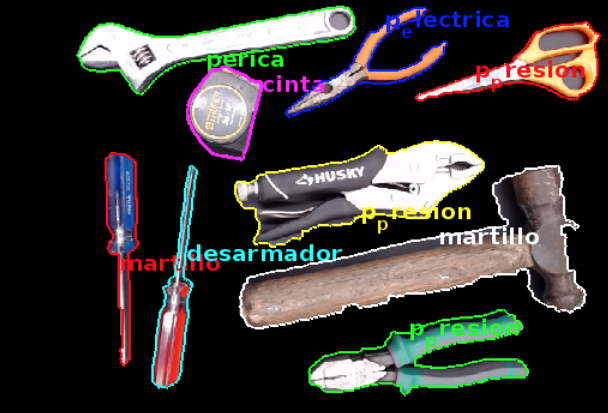 p_electrica
perica
p_presion
cinta
HUSKY
p_presion
martillo
desarmador
martillo
p_presion